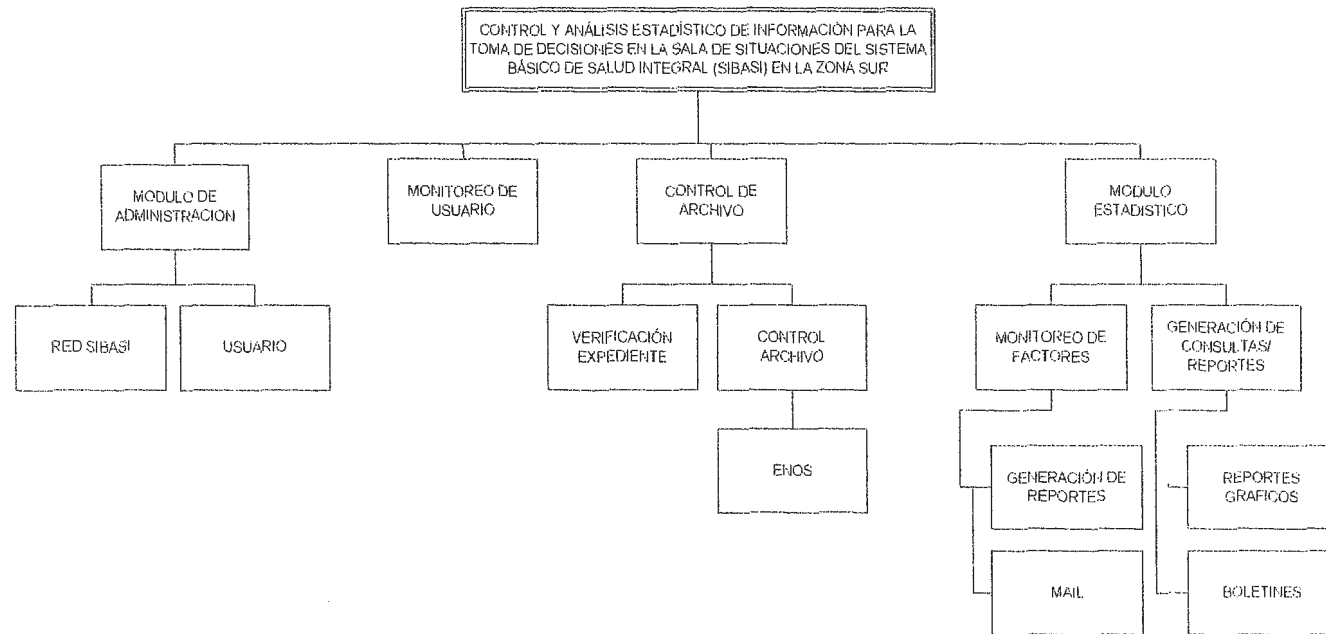 CONTROL Y ANÁLISIS ESTADÍSTICO DE INFORMACIÓN PARA LA
TOMA DE DECISIONES EN LA SALA DE SITUACIONES DEL SISTEMA
BÁSICO DE SALUD INTEGRAL (SIBASI) EN LA ZONA SUR
MODULO DE
ADMINISTRACION
MONITOREO DE
USUARIO
CONTROL DE
ARCHIVO
MODULO
ESTADISTICO
RED SIBASI
USUARIO
VERIFICACIÓN
EXPEDIENTE
CONTROL
ARCHIVO
MONITOREO DE
FACTORES
GENERACIÓN DE
CONSULTAS/
REPORTES
ENOS
GENERACIÓN DE
REPORTES
REPORTES
GRAFICOS
MAIL
BOLETINES